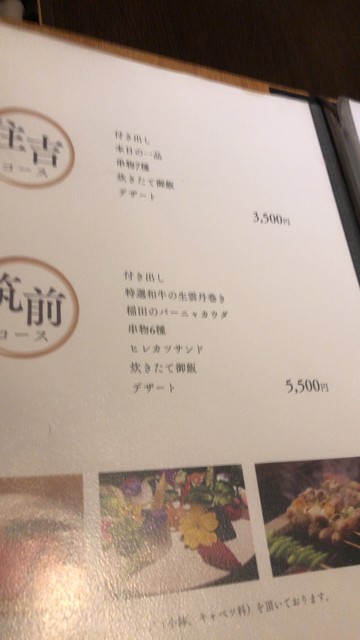 住吉
コース
付き出し
本日の一品
串物7種
炊きたて御飯
デザート
3,500円
筑前
コース
付き出し
特選和牛の生雲丹巻き
稲田のバーニャカウダ
串物6種
ヒレカツサンド
炊きたて御飯
デザート
5,500円
(小鉢、キャベツ料)を頂いております。